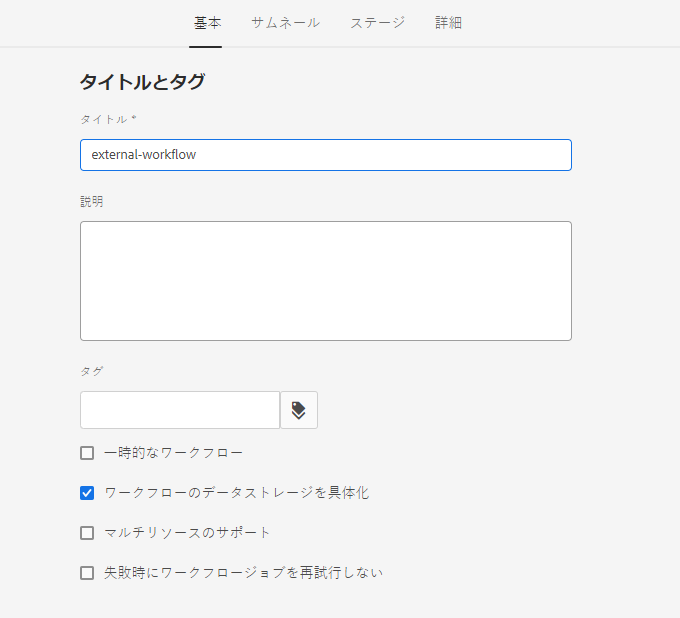 基本 サムネール ステージ 詳細
タイトルとタグ
タイトル *
external-workflow
説明
タグ
一時的なワークフロー
ワークフローのデータストレージを具体化
マルチリソースのサポート
失敗時にワークフロージョブを再試行しない